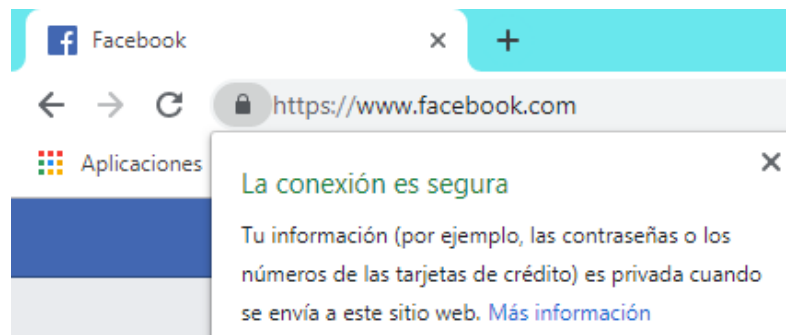 Facebook
https://www.facebook.com
Aplicaciones
La conexión es segura
Tu información (por ejemplo, las contraseñas o los
números de las tarjetas de crédito) es privada cuando
se envía a este sitio web. Más información